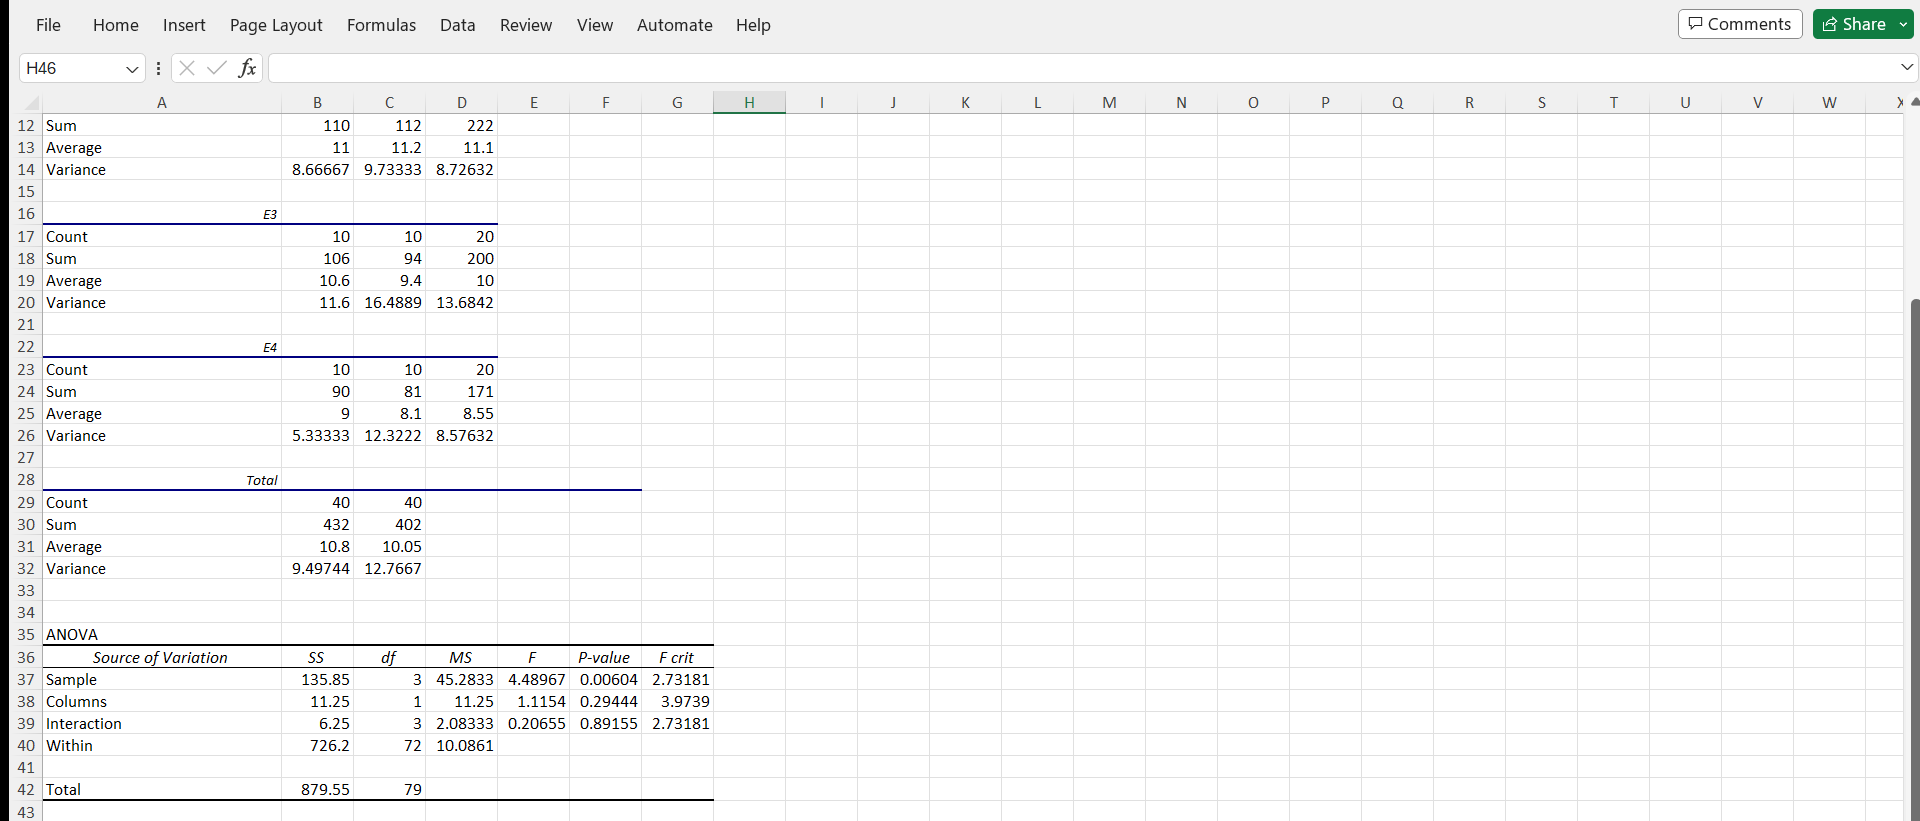 File Home Insert Page Layout Formulas Data Review View Automate Help Comments Share
H46 fx
A B C D E F G H I J K L M N O P Q R S T U V W X
12 Sum 110 112 222
13 Average 11 11.2 11.1
14 Variance 8.66667 9.73333 8.72632
15
16 E3
17 Count 10 10 20
18 Sum 106 94 200
19 Average 10.6 9.4 10
20 Variance 11.6 16.4889 13.6842
21
22 E4
23 Count 10 10 20
24 Sum 90 81 171
25 Average 9 8.1 8.55
26 Variance 5.33333 12.3222 8.57632
27
28 Total
29 Count 40 40
30 Sum 432 402
31 Average 10.8 10.05
32 Variance 9.49744 12.7667
33
34
35 ANOVA
36 Source of Variation SS df MS F P-value F crit
37 Sample 135.85 3 45.2833 4.48967 0.00604 2.73181
38 Columns 11.25 1 11.25 1.1154 0.29444 3.9739
39 Interaction 6.25 3 2.08333 0.20655 0.89155 2.73181
40 Within 726.2 72 10.0861
41
42 Total 879.55 79
43